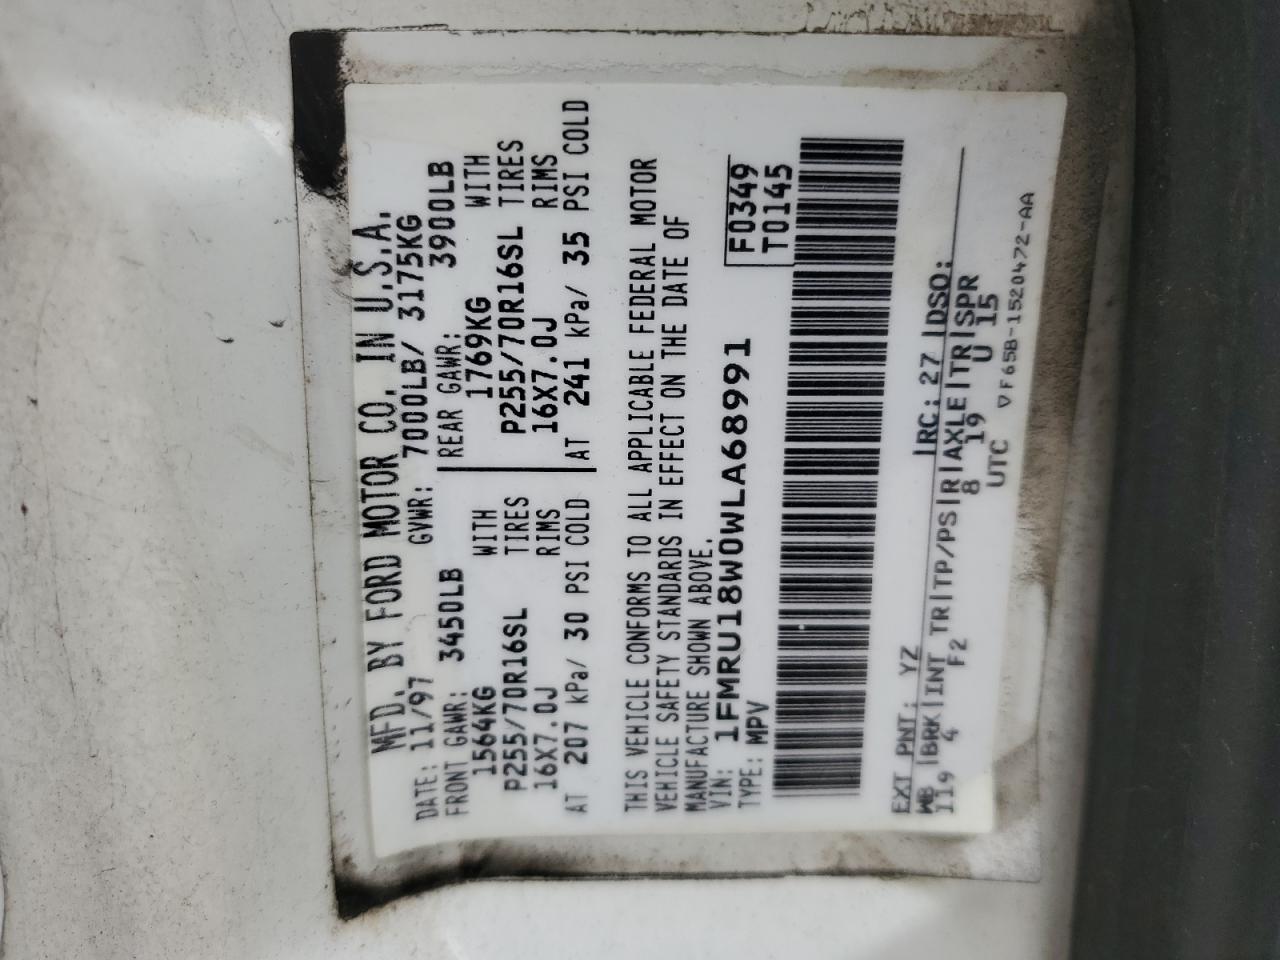 MFD. BY FORD MOTOR CO. IN U.S.A.
DATE: 11/97 GVWR: 7000LB/ 3175KG
FRONT GAWR: 3450LB REAR GAWR: 3900LB
1564KG WITH 1769KG WITH
P255/70R16SL TIRES P255/70R16SL TIRES
16X7.0J RIMS 16X7.0J RIMS
AT 207 kPa/ 30 PSI COLD AT 241 kPa/ 35 PSI COLD
THIS VEHICLE CONFORMS TO ALL APPLICABLE FEDERAL MOTOR
VEHICLE SAFETY STANDARDS IN EFFECT ON THE DATE OF
MANUFACTURE SHOWN ABOVE.
VIN: 1FMRU18W0WLA68991 F0349
TYPE: MPV T0145
EXT PNT: YZ RC: 27 DSO:
WB BRK INT TR TP/PS R AXLE TR SPR
119 4 F2 8 19 U 15
UTC
▽F65B-1520472-AA